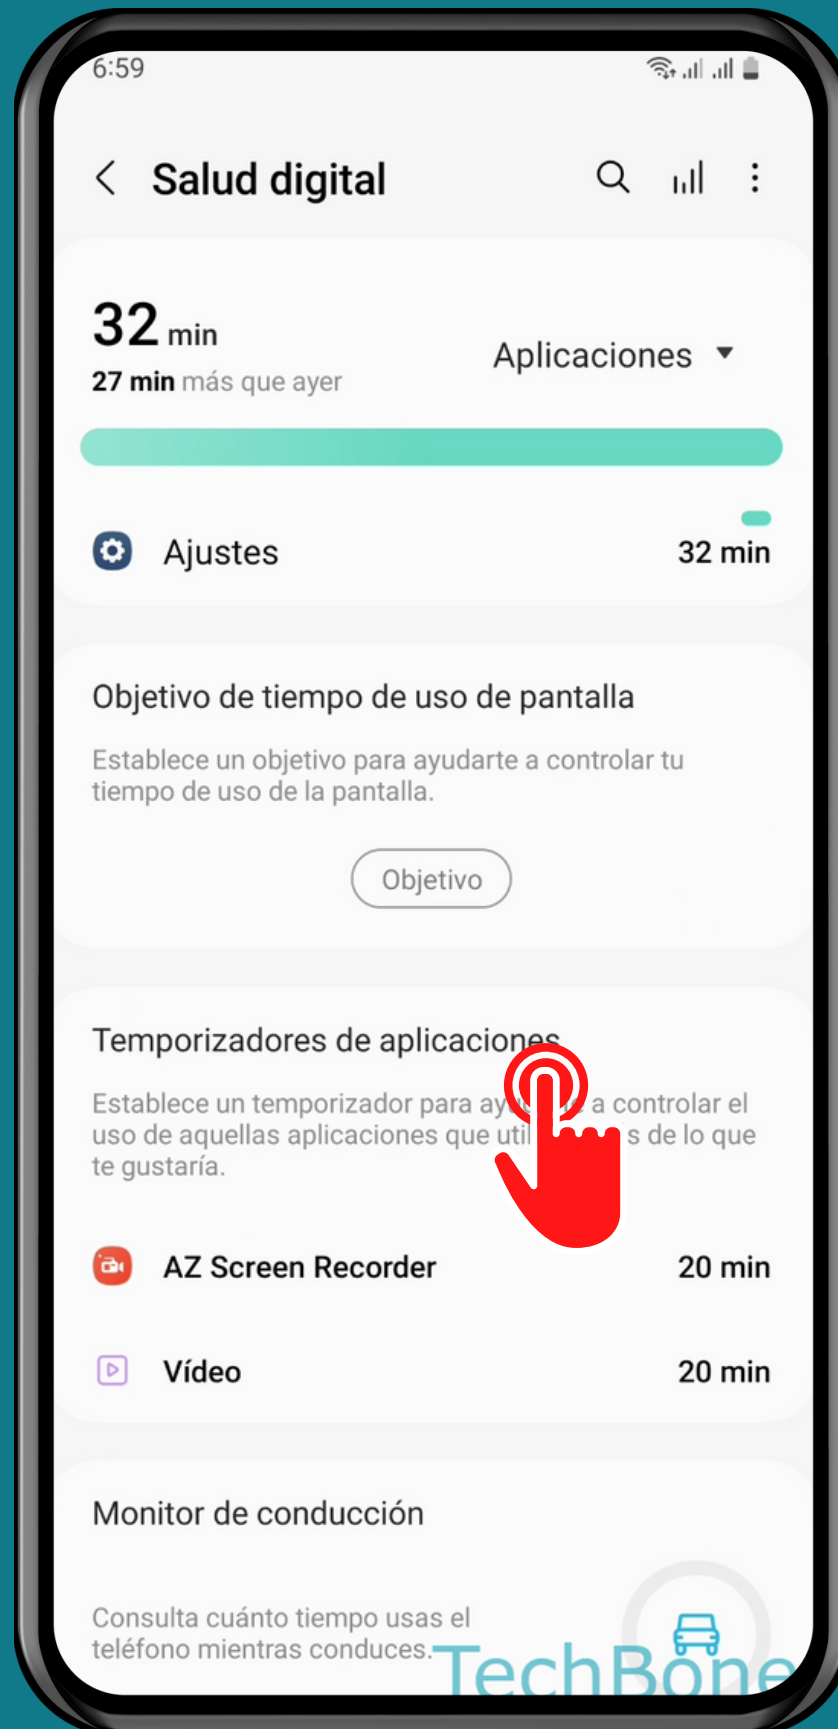 6:59
Salud digital
32 min
27 min más que ayer
Aplicaciones
Ajustes
32 min
Objetivo de tiempo de uso de pantalla
Establece un objetivo para ayudarte a controlar tu
tiempo de uso de la pantalla.
Objetivo
Temporizadores de aplicaciones
Establece un temporizador para a controlar el
uso de aquellas aplicaciones que de lo que
te gustaría.
AZ Screen Recorder
20 min
Vídeo
20 min
Monitor de conducción
Consulta cuánto tiempo usas el
teléfono mientras conduces.
TechBone